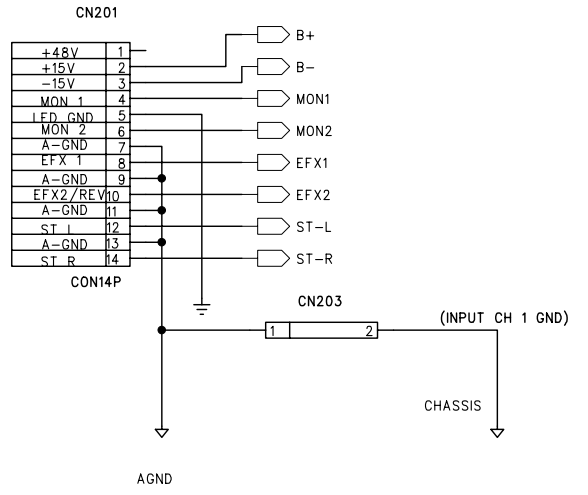 CN201
+48V 1
+15V 2
-15V 3
MON 1 4
LED GND 5
MON 2 6
A-GND 7
EFX 1 8
A-GND 9
EFX2/REV 10
A-GND 11
ST L 12
A-GND 13
ST R 14
CON14P
B+
B-
MON1
MON2
EFX1
EFX2
ST-L
ST-R
CN203
1 2
(INPUT CH 1 GND)
CHASSIS
AGND